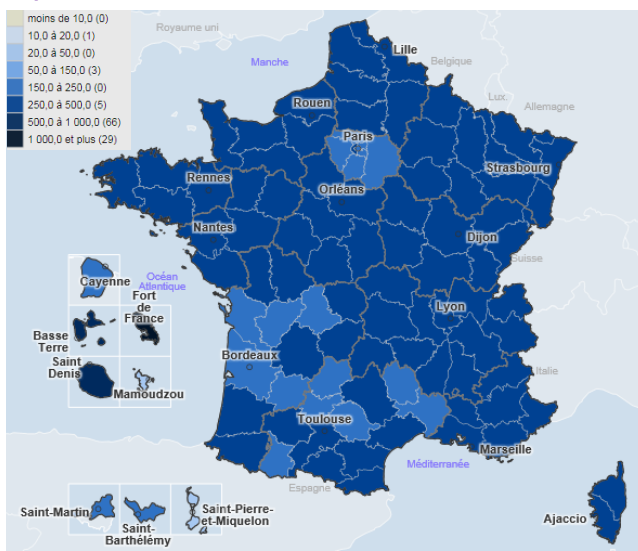 moins de 10,0 (0)
10,0 à 20,0 (1)
20,0 à 50,0 (0)
50,0 à 150,0 (3)
150,0 à 250,0 (0)
250,0 à 500,0 (5)
500,0 à 1 000,0 (66)
1 000,0 et plus (29)
Royaume uni
Lille
Manche
Belgique
Lux.
Allemagne
Rouen
Paris
Strasbourg
Rennes
Orléans
Nantes
Dijon
Suisse
Océan
Atlantique
Cayenne
Fort
de
France
Lyon
Basse
Terre
Bordeaux
Italie
Saint
Denis
Mamoudzou
Toulouse
Marseille
Méditerranée
Espagne
Saint-Martin
Saint-
Barthélémy
Saint-Pierre-
et-Miquelon
Ajaccio